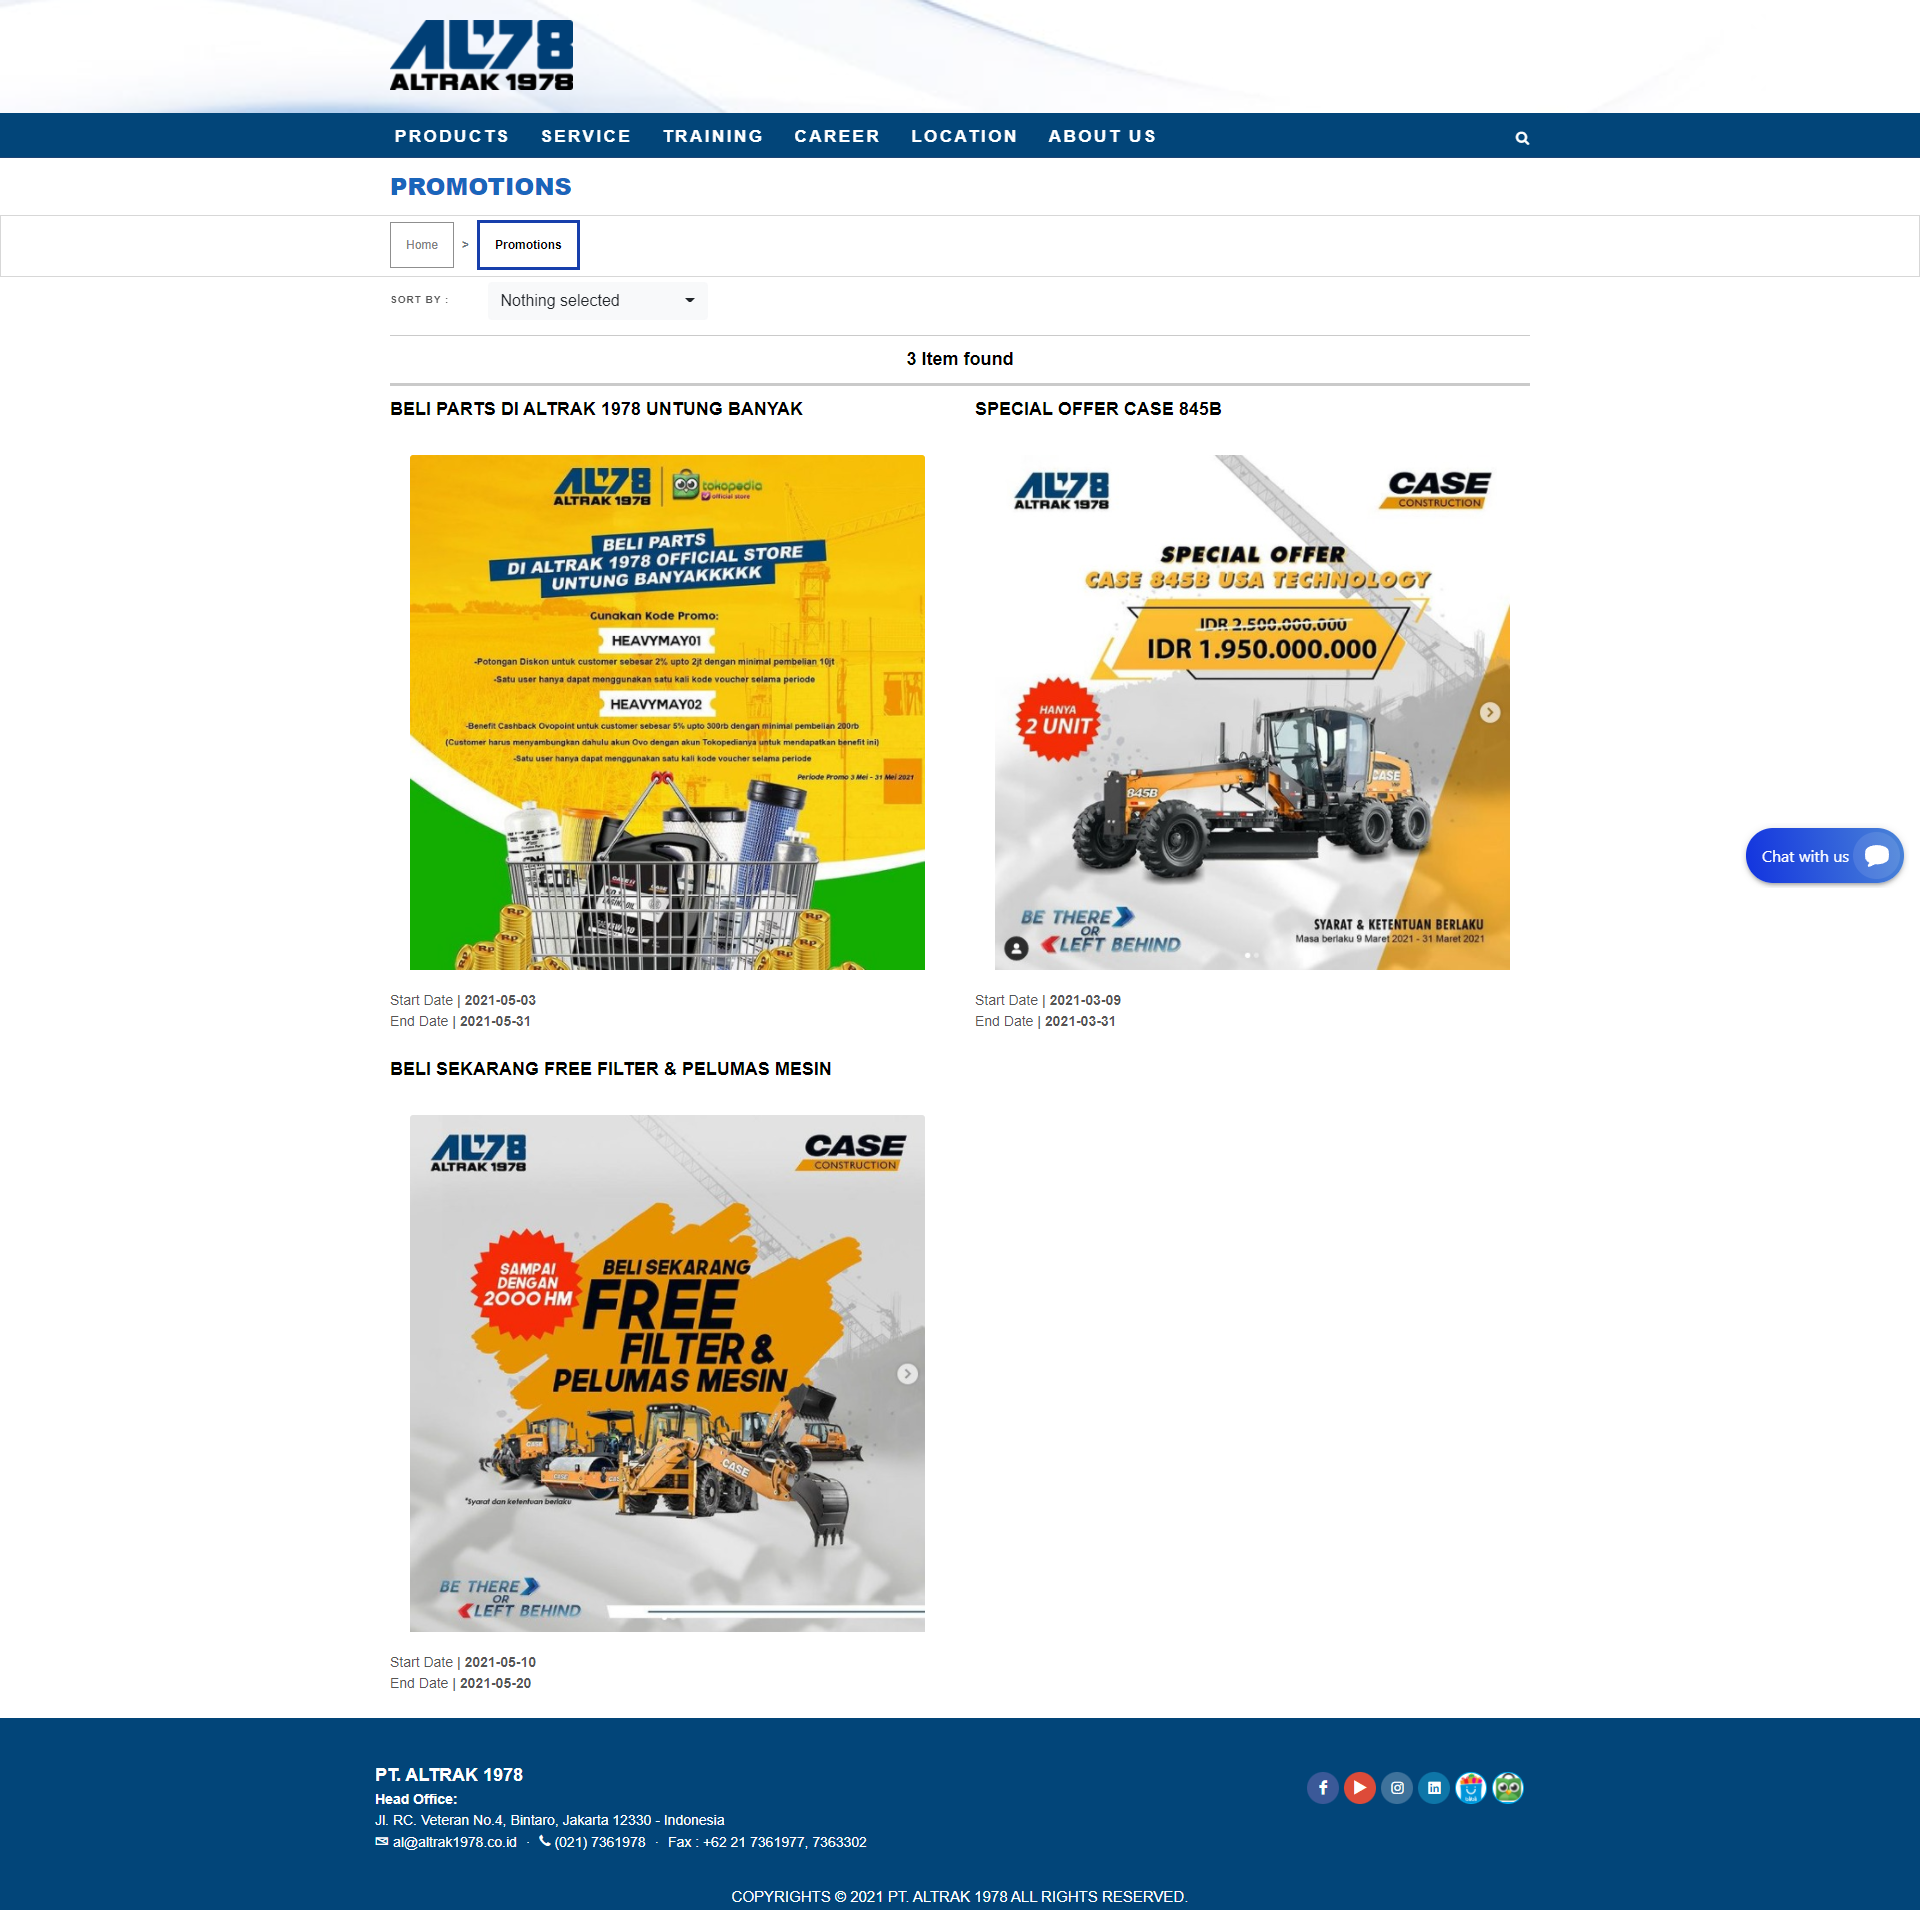 AL78
ALTRAK 1978
PRODUCTS SERVICE TRAINING CAREER LOCATION ABOUT US
PROMOTIONS
Home > Promotions
SORT BY : Nothing selected
3 Item found
BELI PARTS DI ALTRAK 1978 UNTUNG BANYAK
AL78
ALTRAK 1978
tokopedia
official store
BELI PARTS
DI ALTRAK 1978 OFFICIAL STORE
UNTUNG BANYAKKKKK
Gunakan Kode Promo:
HEAVYMAY01
-Potongan Diskon untuk customer sebesar 2% upto 2jt dengan minimal pembelian 10jt
-Satu user hanya dapat menggunakan satu kali kode voucher selama periode
HEAVYMAY02
-Benefit Cashback Ovopoint untuk customer sebesar 5% upto 300rb dengan minimal pembelian 200rb
(Customer harus menyambungkan dahulu akun Ovo dengan akun Tokopedianya untuk mendapatkan benefit ini)
-Satu user hanya dapat menggunakan satu kali kode voucher selama periode
Periode Promo 3 Mei - 31 Mei 2021
Rp
Rp
Rp
Rp
Rp
Rp
Start Date | 2021-05-03
End Date | 2021-05-31
SPECIAL OFFER CASE 845B
AL78
ALTRAK 1978
CASE
CONSTRUCTION
SPECIAL OFFER
CASE 845B USA TECHNOLOGY
IDR 2.500.000.000
IDR 1.950.000.000
HANYA
2 UNIT
CASE
845B
BE THERE
OR
LEFT BEHIND
SYARAT & KETENTUAN BERLAKU
Masa berlaku 9 Maret 2021 - 31 Maret 2021
Start Date | 2021-03-09
End Date | 2021-03-31
Chat with us
BELI SEKARANG FREE FILTER & PELUMAS MESIN
AL78
ALTRAK 1978
CASE
CONSTRUCTION
SAMPAI
DENGAN
2000 HM
BELI SEKARANG
FREE
FILTER &
PELUMAS MESIN
CASE
CASE
CASE
*Syarat dan ketentuan berlaku
BE THERE
OR
LEFT BEHIND
Start Date | 2021-05-10
End Date | 2021-05-20
PT. ALTRAK 1978
Head Office:
Jl. RC. Veteran No.4, Bintaro, Jakarta 12330 - Indonesia
al@altrak1978.co.id · (021) 7361978 · Fax : +62 21 7361977, 7363302
COPYRIGHTS © 2021 PT. ALTRAK 1978 ALL RIGHTS RESERVED.